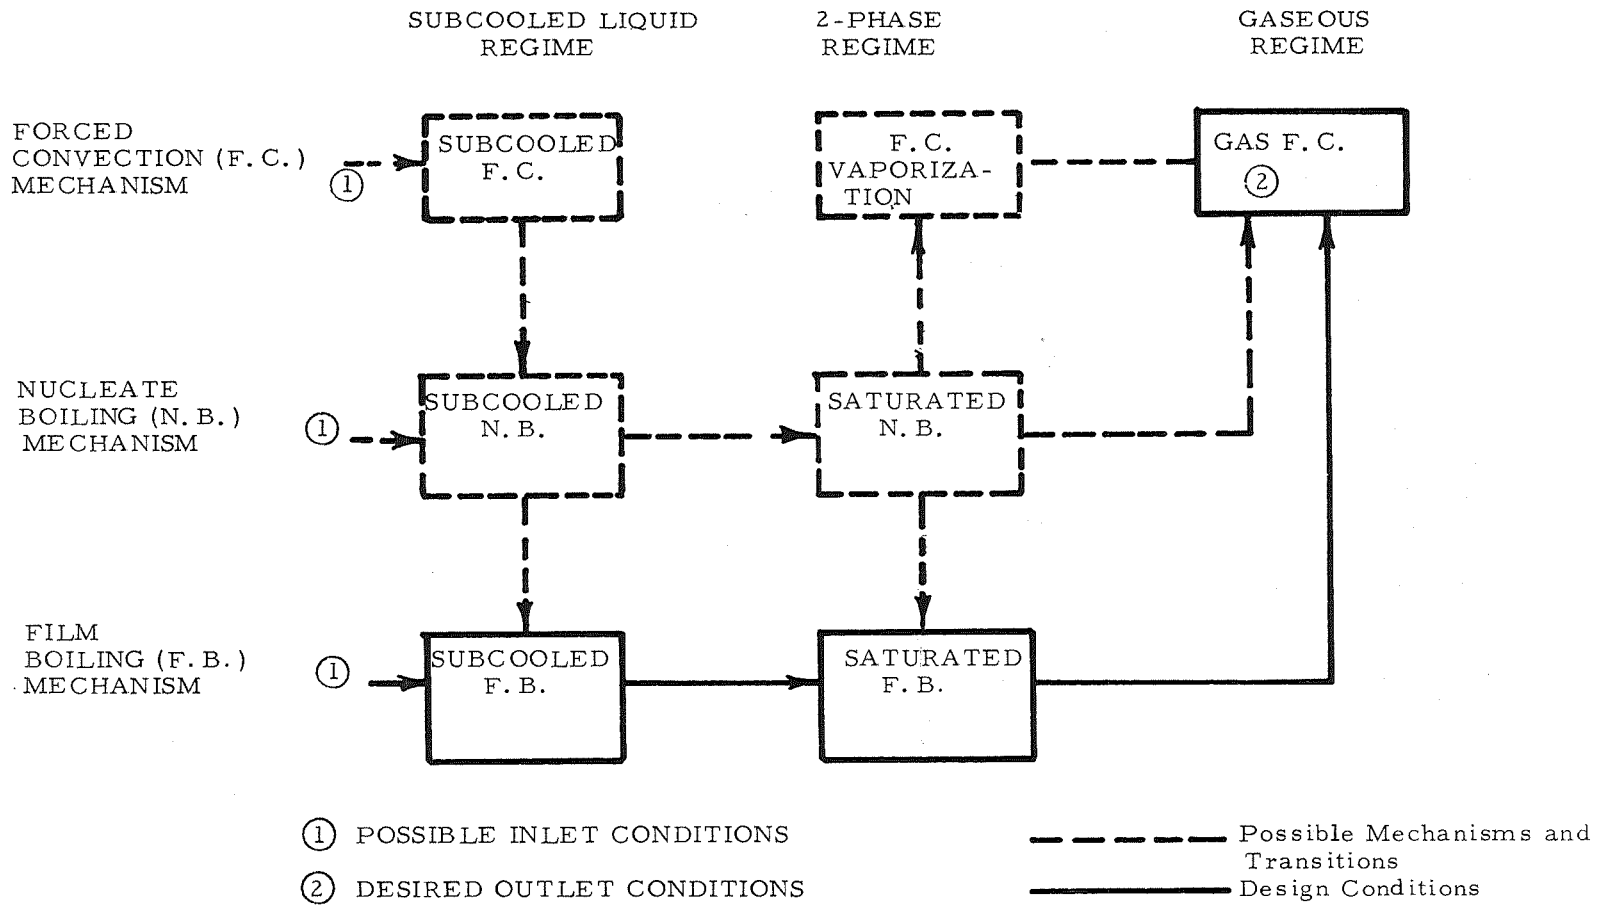 SUBCOOLED LIQUID
REGIME
2-PHASE
REGIME
GASEOUS
REGIME
FORCED
CONVECTION (F. C.)
MECHANISM
1
SUBCOOLED
F. C.
F. C.
VAPORIZA-
TION
GAS F. C.
2
NUCLEATE
BOILING (N. B.)
MECHANISM
1
SUBCOOLED
N. B.
SATURATED
N. B.
FILM
BOILING (F. B.)
MECHANISM
1
SUBCOOLED
F. B.
SATURATED
F. B.
1 POSSIBLE INLET CONDITIONS
2 DESIRED OUTLET CONDITIONS
Possible Mechanisms and
Transitions
Design Conditions